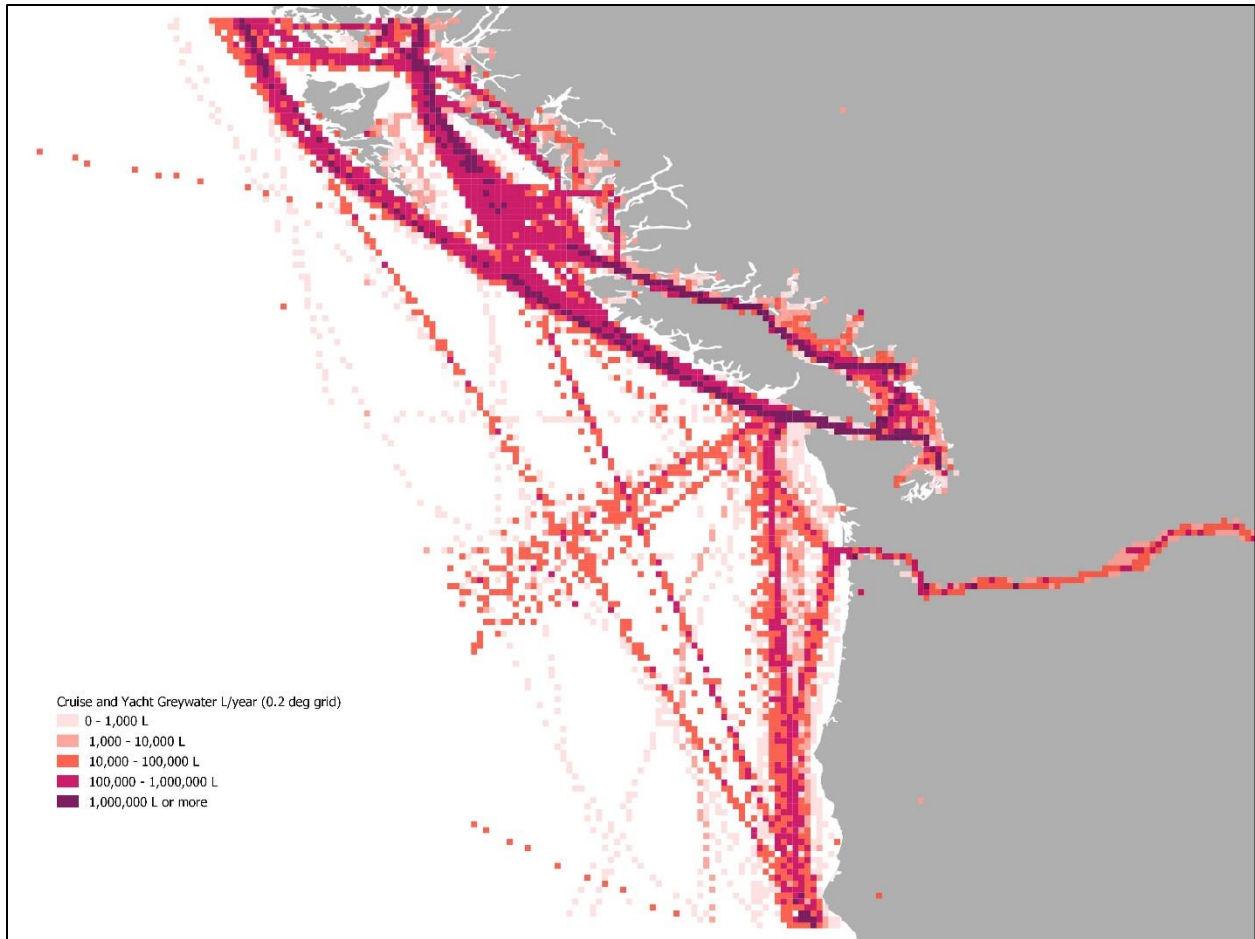 Cruise and Yacht Greywater L/year (0.2 deg grid)
0 - 1,000 L
1,000 - 10,000 L
10,000 - 100,000 L
100,000 - 1,000,000 L
1,000,000 L or more